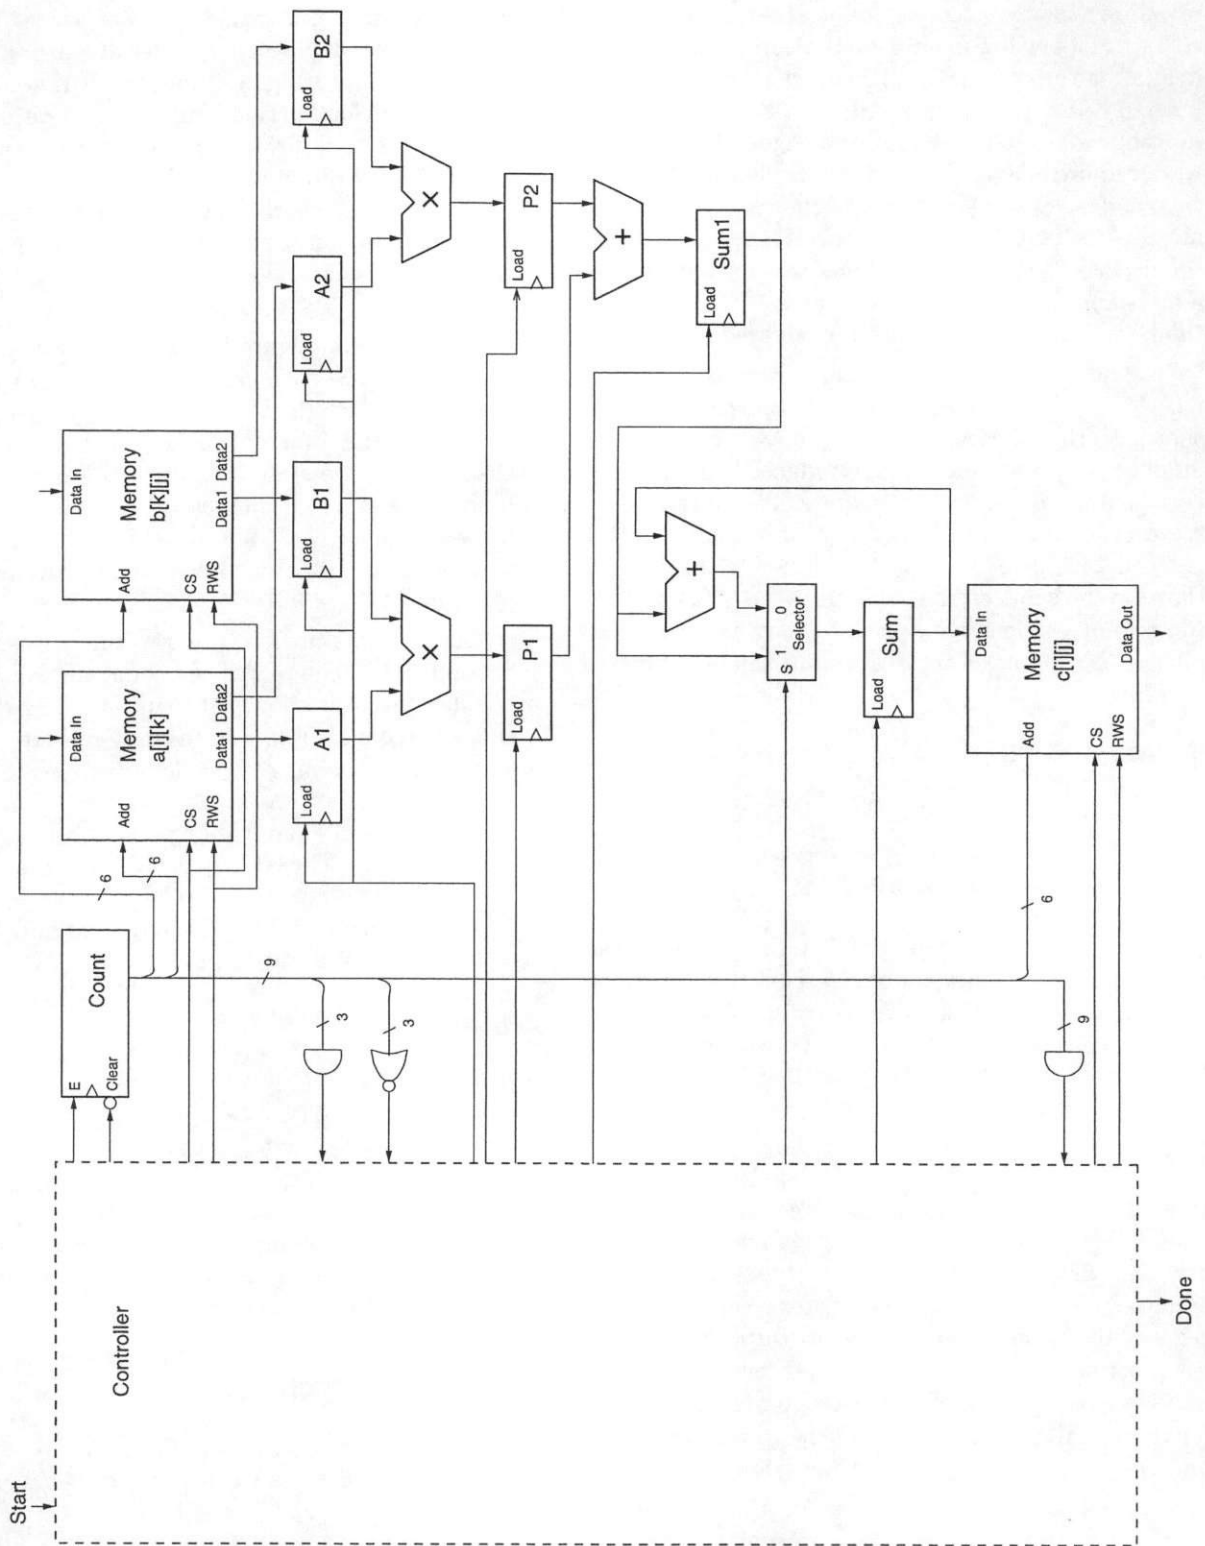 Start
Controller
Done
E
Clear
Count
6
6
9
3
3
9
6
Data In
Add
Memory
a[i][k]
CS
RWS
Data1
Data2
Data In
Add
Memory
b[k][j]
CS
RWS
Data1
Data2
Load
A1
Load
B1
Load
A2
Load
B2
×
×
Load
P1
Load
P2
+
Load
Sum1
+
S
1
0
Selector
Load
Sum
Data In
Add
Memory
c[i][j]
CS
RWS
Data Out